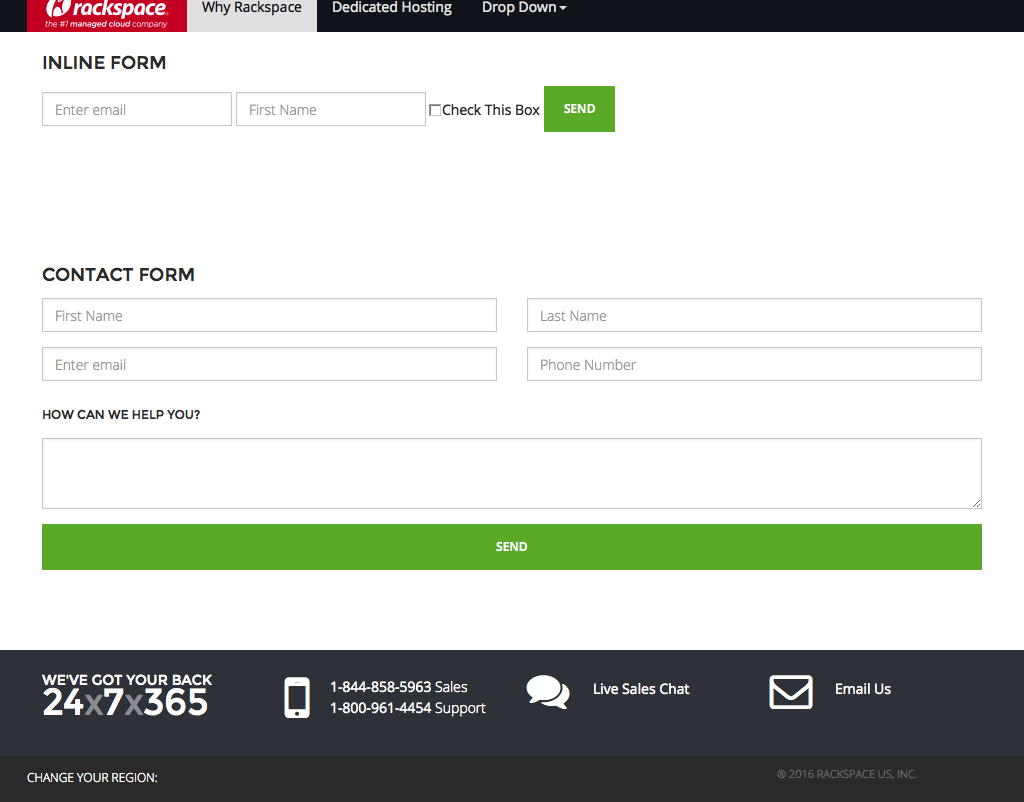 rackspace.
the #1 managed cloud company
Why Rackspace
Dedicated Hosting
Drop Down
INLINE FORM
Enter email
First Name
Check This Box
SEND
CONTACT FORM
First Name
Last Name
Enter email
Phone Number
HOW CAN WE HELP YOU?
SEND
WE'VE GOT YOUR BACK
24x7x365
1-844-858-5963 Sales
1-800-961-4454 Support
Live Sales Chat
Email Us
CHANGE YOUR REGION:
® 2016 RACKSPACE US, INC.